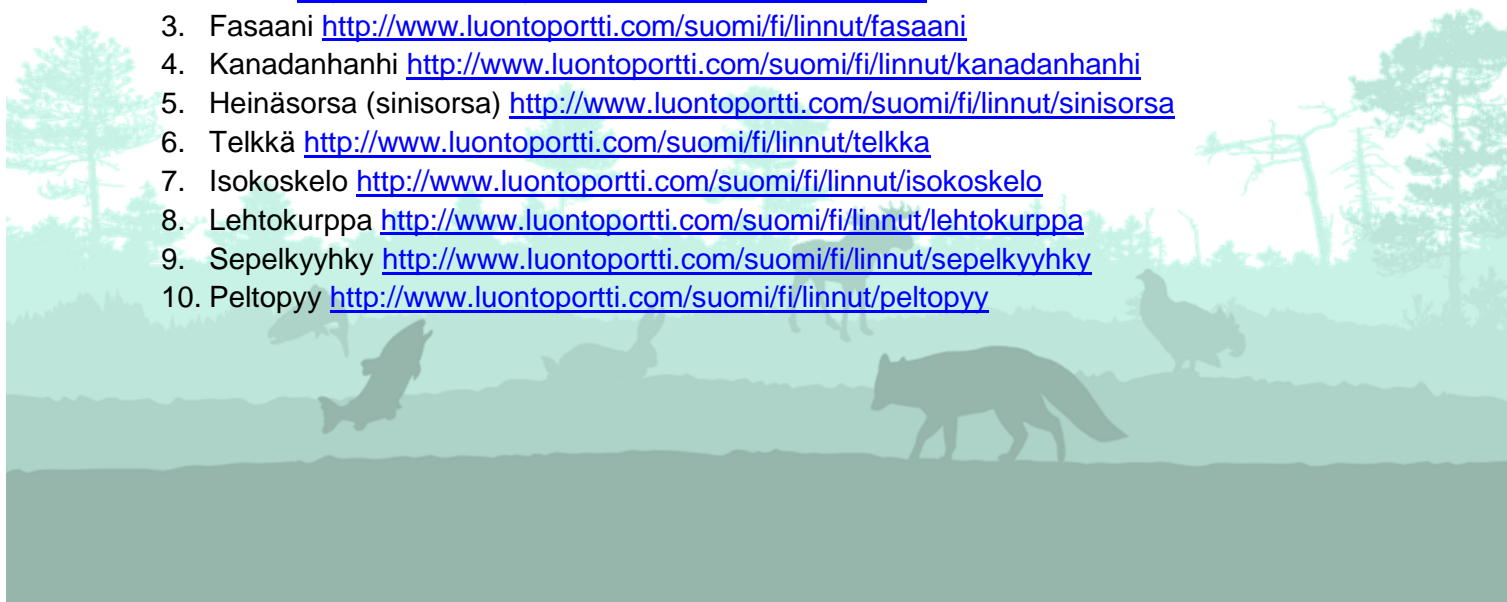 3. Fasaani http://www.luontoportti.com/suomi/fi/linnut/fasaani
4. Kanadanhanhi http://www.luontoportti.com/suomi/fi/linnut/kanadanhanhi
5. Heinäsorsa (sinisorsa) http://www.luontoportti.com/suomi/fi/linnut/sinisorsa
6. Telkkä http://www.luontoportti.com/suomi/fi/linnut/telkka
7. Isokoskelo http://www.luontoportti.com/suomi/fi/linnut/isokoskelo
8. Lehtokurppa http://www.luontoportti.com/suomi/fi/linnut/lehtokurppa
9. Sepelkyyhky http://www.luontoportti.com/suomi/fi/linnut/sepelkyyhky
10. Peltopyy http://www.luontoportti.com/suomi/fi/linnut/peltopyy